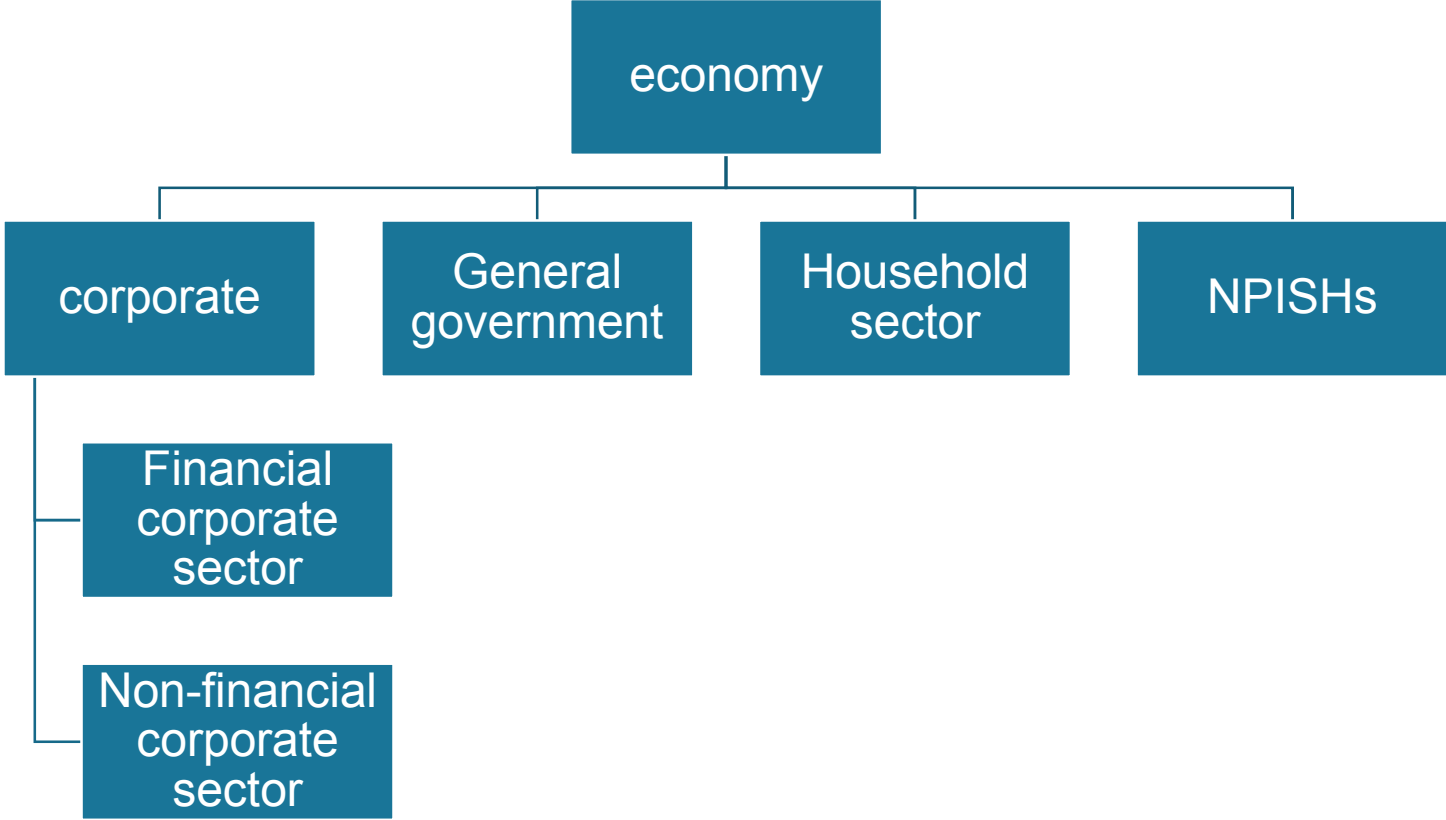 economy
corporate
General
government
Household
sector
NPISHs
Financial
corporate
sector
Non-financial
corporate
sector